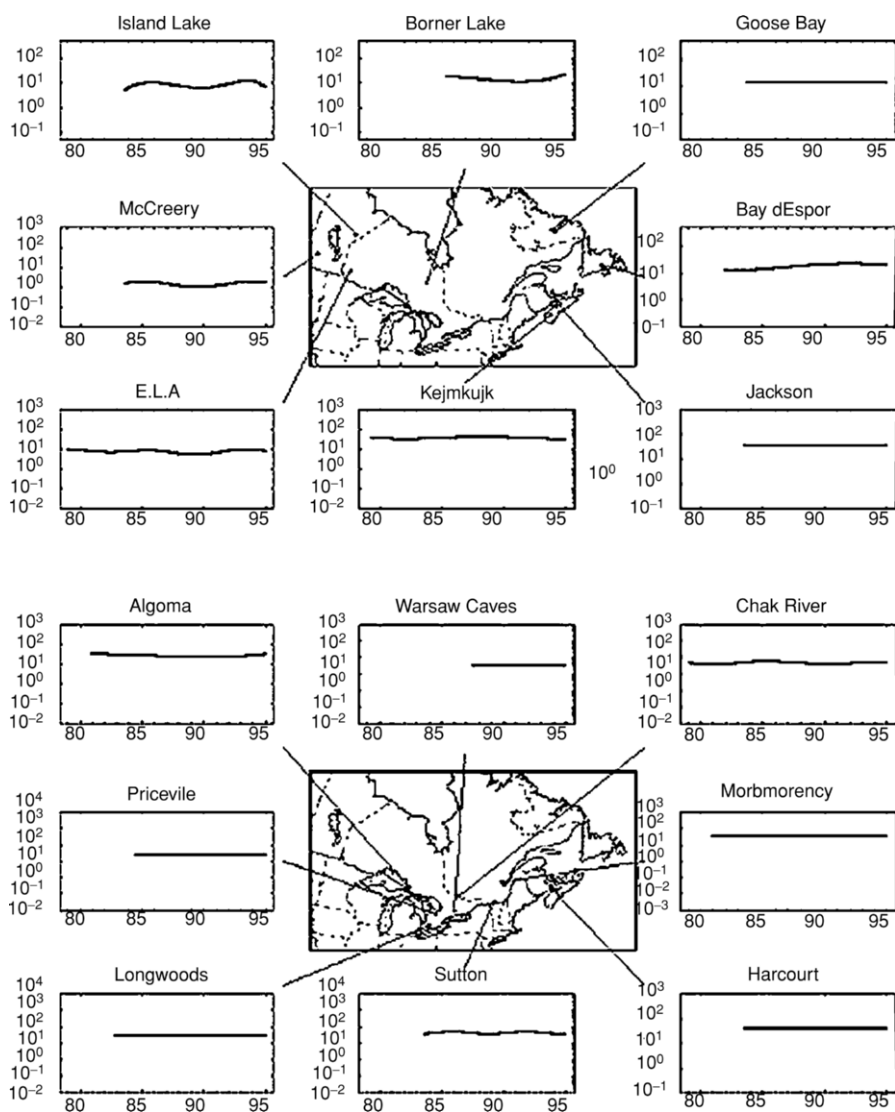 Island Lake
10²
10¹
10⁰
10⁻¹
80 85 90 95
Borner Lake
10²
10¹
10⁰
10⁻¹
80 85 90 95
Goose Bay
10²
10¹
10⁰
10⁻¹
80 85 90 95
McCreery
10³
10²
10¹
10⁰
10⁻¹
10⁻²
80 85 90 95
Bay dEspor
10²
10¹
10⁰
10⁻¹
80 85 90 95
E.L.A
10³
10²
10¹
10⁰
10⁻¹
10⁻²
80 85 90 95
Kejmkujk
10³
10²
10¹
10⁰
10⁻¹
10⁻²
80 85 90 95
10⁰
Jackson
10³
10²
10¹
10⁰
10⁻¹
80 85 90 95
Algoma
10³
10²
10¹
10⁰
10⁻¹
10⁻²
80 85 90 95
Warsaw Caves
10³
10²
10¹
10⁰
10⁻¹
10⁻²
80 85 90 95
Chak River
10³
10²
10¹
10⁰
10⁻¹
10⁻²
80 85 90 95
Pricevile
10⁴
10³
10²
10¹
10⁰
10⁻¹
10⁻²
80 85 90 95
Morbmorency
10³
10²
10¹
10⁰
10⁻¹
10⁻²
10⁻³
80 85 90 95
Longwoods
10⁴
10³
10²
10¹
10⁰
10⁻¹
10⁻²
80 85 90 95
Sutton
10⁴
10³
10²
10¹
10⁰
10⁻¹
10⁻²
80 85 90 95
Harcourt
10³
10²
10¹
10⁰
10⁻¹
80 85 90 95